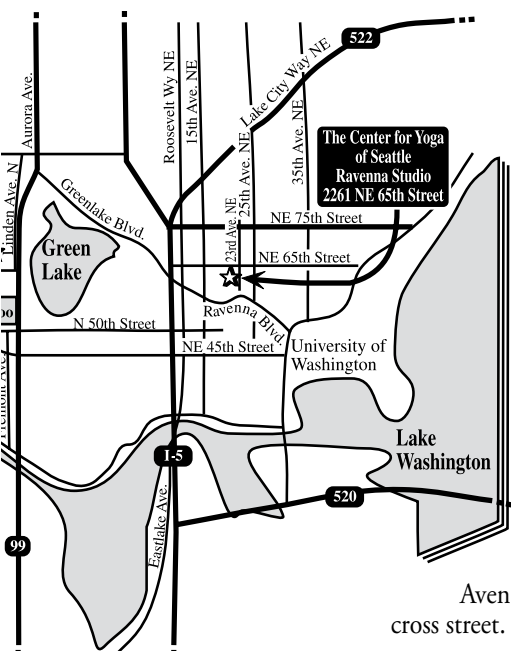 522
Aurora Ave.
Roosevelt Wy NE
15th Ave. NE
Lake City Way NE
25th Ave. NE
35th Ave. NE
The Center for Yoga
of Seattle
Ravenna Studio
2261 NE 65th Street
Linden Ave. N
Greenlake Blvd.
23rd Ave. NE
NE 75th Street
Green
Lake
NE 65th Street
Ravenna Blvd.
N 50th Street
NE 45th Street
University of
Washington
Lake
Washington
I-5
520
Eastlake Ave.
99
Aven
cross street.